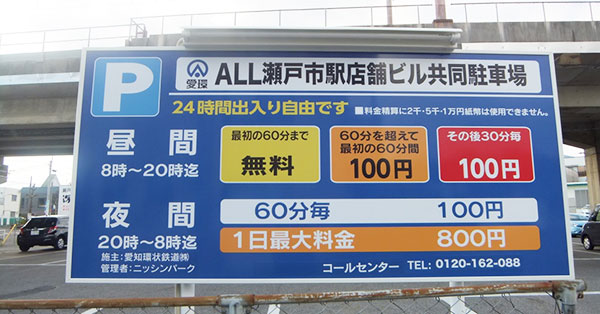 P
愛環
ALL瀬戸市駅店舗ビル共同駐車場
24時間出入り自由です ■料金精算に2千・5千・1万円紙幣は使用できません。
昼間
8時〜20時迄
最初の60分まで
無料
60分を超えて
最初の60分間
100円
その後30分毎
100円
夜間
20時〜8時迄
60分毎 100円
1日最大料金 800円
施主:愛知環状鉄道㈱
管理者:ニッシンパーク
コールセンター TEL: 0120-162-088